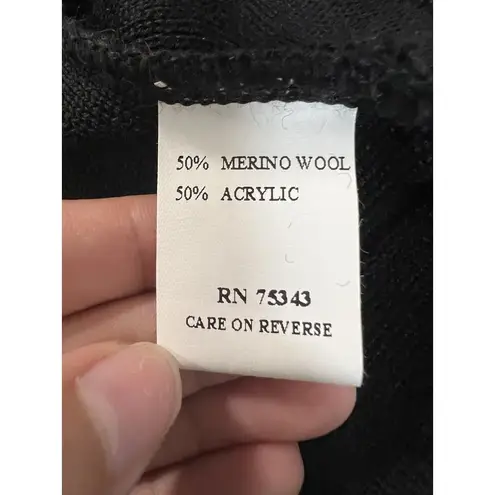 50% MERINO WOOL
50% ACRYLIC
RN 75343
CARE ON REVERSE